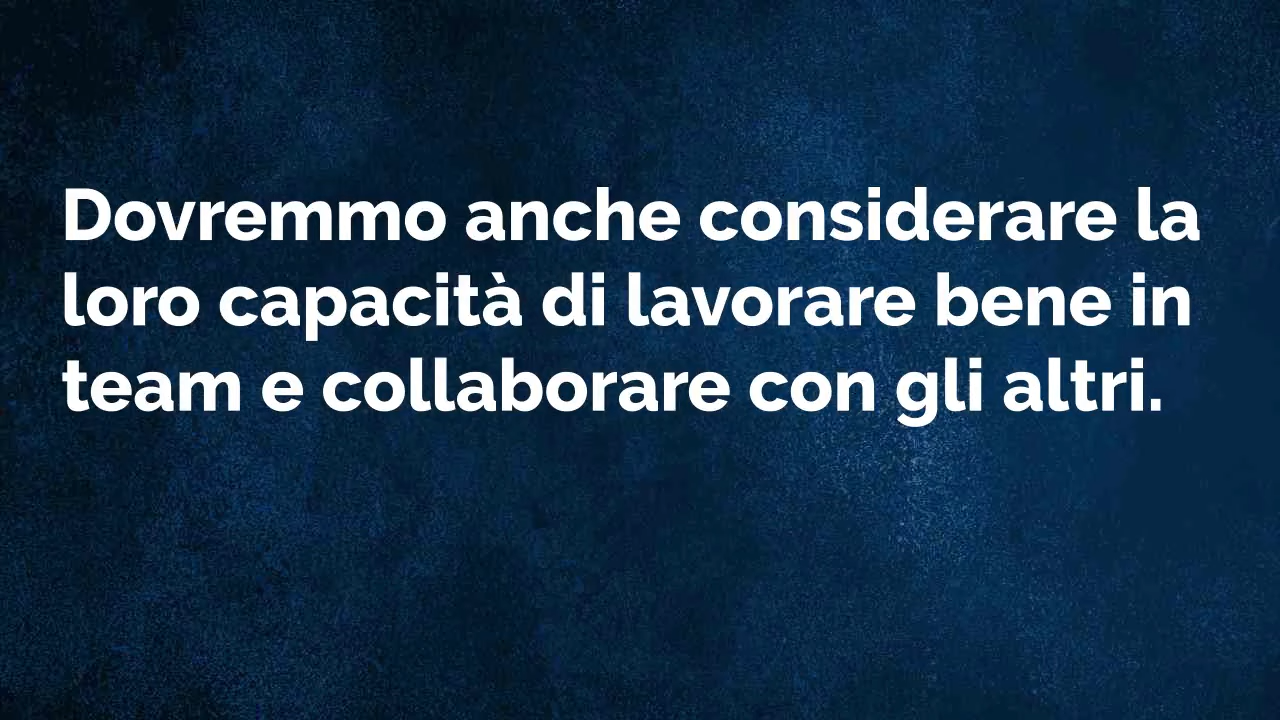 Dovremmo anche considerare la
loro capacità di lavorare bene in
team e collaborare con gli altri.